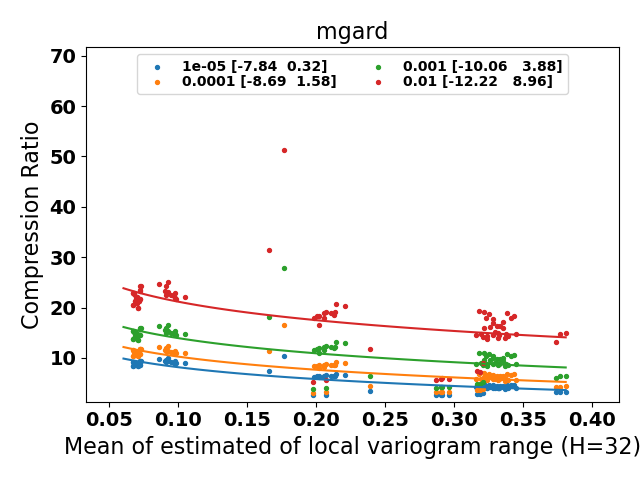 mgard
1e-05 [-7.84  0.32]
0.0001 [-8.69  1.58]
0.001 [-10.06   3.88]
0.01 [-12.22   8.96]
Compression Ratio
70
60
50
40
30
20
10
0.05 0.10 0.15 0.20 0.25 0.30 0.35 0.40
Mean of estimated of local variogram range (H=32)